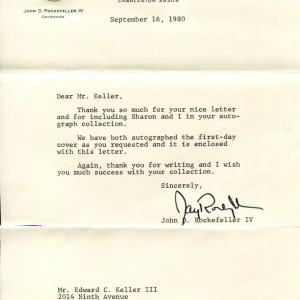 CHARLESTON 25305
JOHN D. ROCKEFELLER IV
GOVERNOR
September 16, 1980
Dear Mr. Keller,
Thank you so much for your nice letter
and for including Sharon and I in your auto-
graph collection.
We have both autographed the first-day
cover as you requested and it is enclosed
with this letter.
Again, thank you for writing and I wish
you much success with your collection.
Sincerely,
John D. Rockefeller IV
Mr. Edward C. Keller III
2014 Ninth Avenue